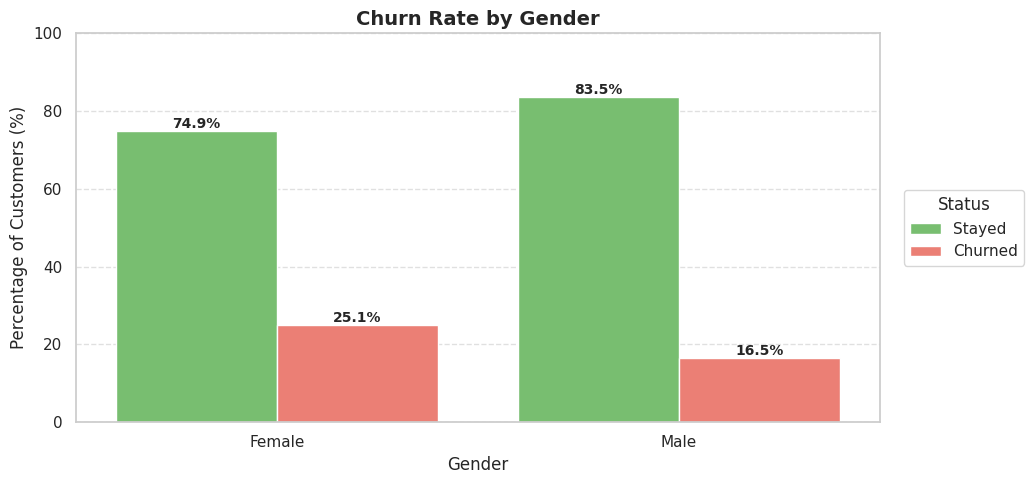 Churn Rate by Gender
Percentage of Customers (%)
100
80
60
40
20
0
74.9%
25.1%
83.5%
16.5%
Female
Male
Gender
Status
Stayed
Churned